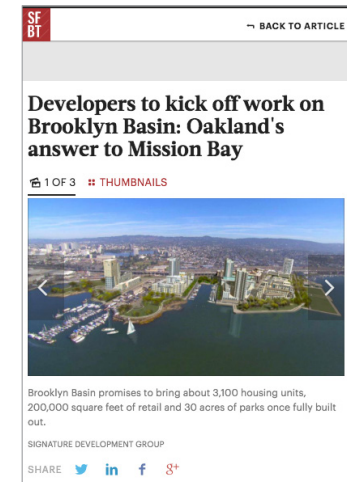 SF
BT
BACK TO ARTICLE
Developers to kick off work on
Brooklyn Basin: Oakland's
answer to Mission Bay
1 OF 3
THUMBNAILS
Brooklyn Basin promises to bring about 3,100 housing units,
200,000 square feet of retail and 30 acres of parks once fully built
out.
SIGNATURE DEVELOPMENT GROUP
SHARE